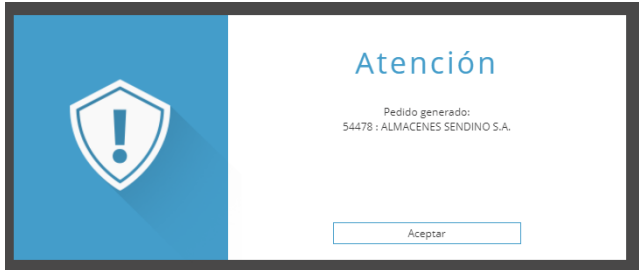 Atención
Pedido generado:
54478 : ALMACENES SENDINO S.A.
Aceptar